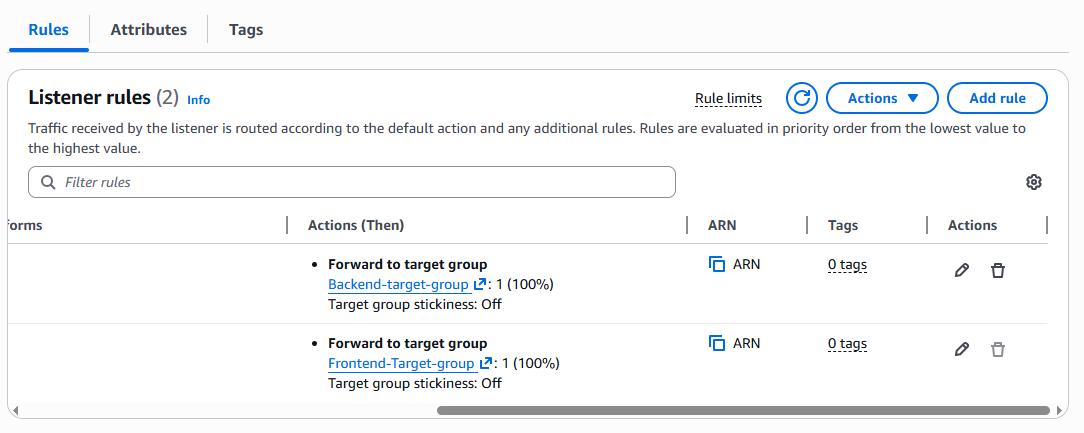 Rules Attributes Tags
Listener rules (2) Info Rule limits Actions Add rule
Traffic received by the listener is routed according to the default action and any additional rules. Rules are evaluated in priority order from the lowest value to
the highest value.
Filter rules
forms Actions (Then) ARN Tags Actions
• Forward to target group ARN 0 tags
Backend-target-group : 1 (100%)
Target group stickiness: Off
• Forward to target group ARN 0 tags
Frontend-Target-group : 1 (100%)
Target group stickiness: Off